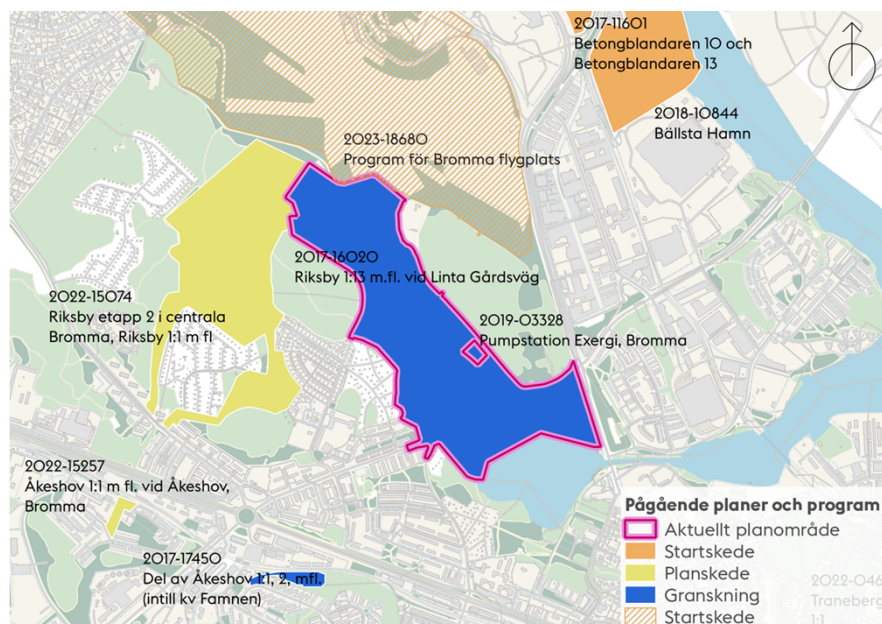 2017-11601
Betongblandaren 10 och
Betongblandaren 13
2018-10844
Bällsta Hamn
2023-18680
Program för Bromma flygplats
2017-16020
Riksby 1:13 m.fl. vid Linta Gårdsväg
2022-15074
Riksby etapp 2 i centrala
Bromma, Riksby 1:1 m fl
2019-03328
Pumpstation Exergi, Bromma
2022-15257
Åkeshov 1:1 m fl. vid Åkeshov,
Bromma
2017-17450
Del av Åkeshov 1:1, 2, mfl.
(intill kv Famnen)
Pågående planer och program
Aktuellt planområde
Startskede
Planskede
Granskning
Startskede
2022-046
Traneberg
1:1